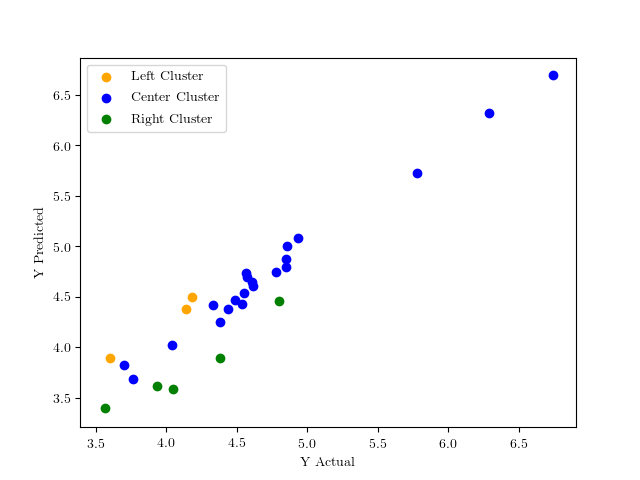 Left Cluster
Center Cluster
Right Cluster
6.5
6.0
5.5
5.0
4.5
4.0
3.5
Y Predicted
3.5 4.0 4.5 5.0 5.5 6.0 6.5
Y Actual